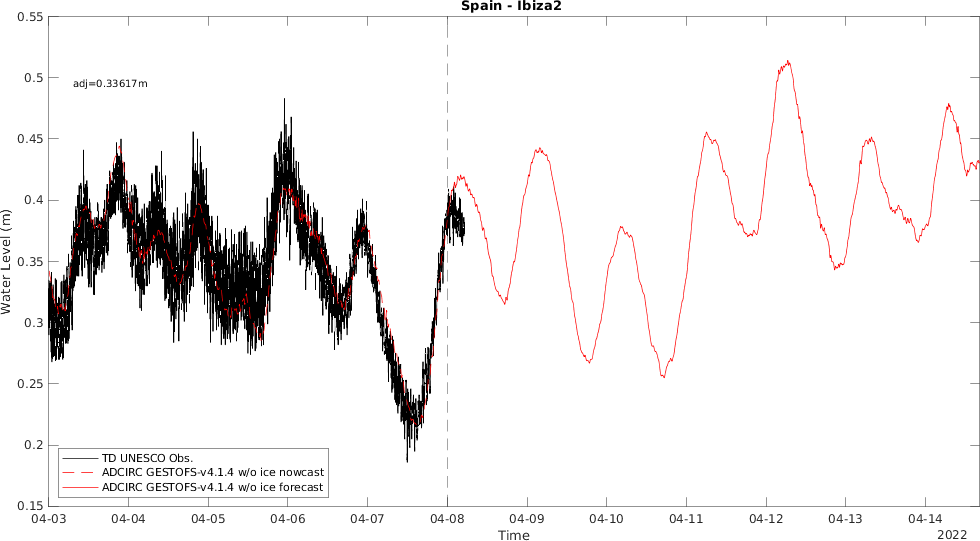 Spain - Ibiza2
0.55
0.5
0.45
0.4
0.35
0.3
0.25
0.2
0.15
Water Level (m)
adj=0.33617m
TD UNESCO Obs.
ADCIRC GESTOFS-v4.1.4 w/o ice nowcast
ADCIRC GESTOFS-v4.1.4 w/o ice forecast
04-03 04-04 04-05 04-06 04-07 04-08 04-09 04-10 04-11 04-12 04-13 04-14
Time
2022